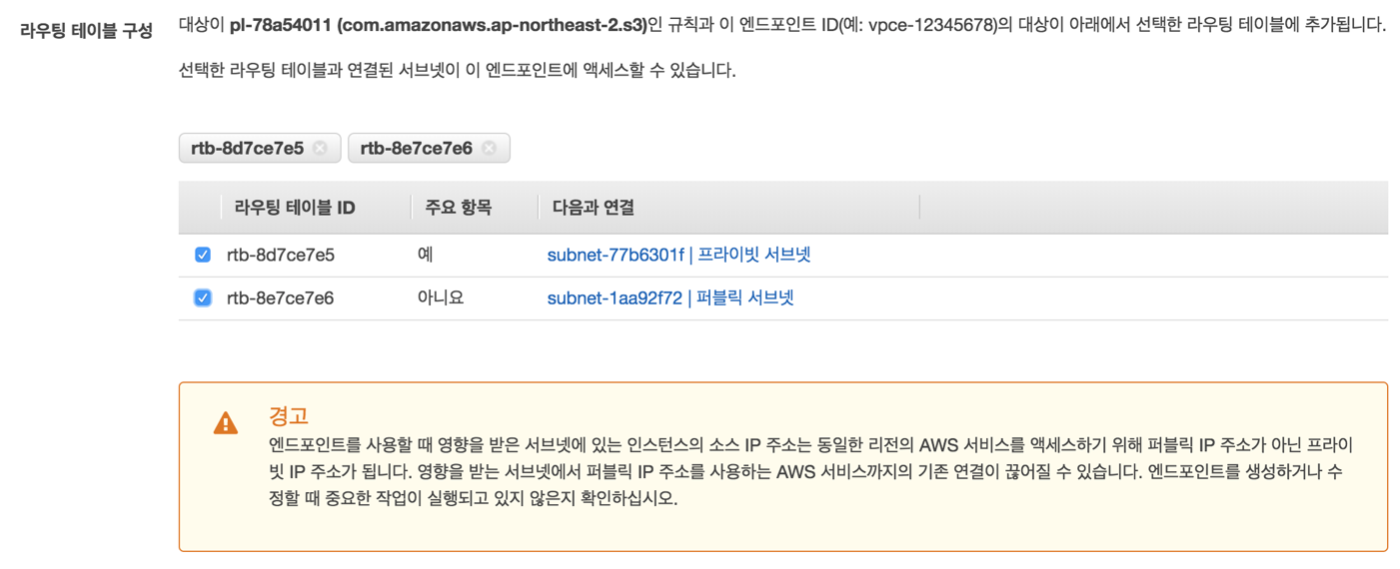 라우팅 테이블 구성
대상이 pl-78a54011 (com.amazonaws.ap-northeast-2.s3)인 규칙과 이 엔드포인트 ID(예: vpce-12345678)의 대상이 아래에서 선택한 라우팅 테이블에 추가됩니다.
선택한 라우팅 테이블과 연결된 서브넷이 이 엔드포인트에 액세스할 수 있습니다.
rtb-8d7ce7e5 rtb-8e7ce7e6
라우팅 테이블 ID 주요 항목 다음과 연결
rtb-8d7ce7e5 예 subnet-77b6301f | 프라이빗 서브넷
rtb-8e7ce7e6 아니요 subnet-1aa92f72 | 퍼블릭 서브넷
경고
엔드포인트를 사용할 때 영향을 받은 서브넷에 있는 인스턴스의 소스 IP 주소는 동일한 리전의 AWS 서비스를 액세스하기 위해 퍼블릭 IP 주소가 아닌 프라이
빗 IP 주소가 됩니다. 영향을 받는 서브넷에서 퍼블릭 IP 주소를 사용하는 AWS 서비스까지의 기존 연결이 끊어질 수 있습니다. 엔드포인트를 생성하거나 수
정할 때 중요한 작업이 실행되고 있지 않은지 확인하십시오.